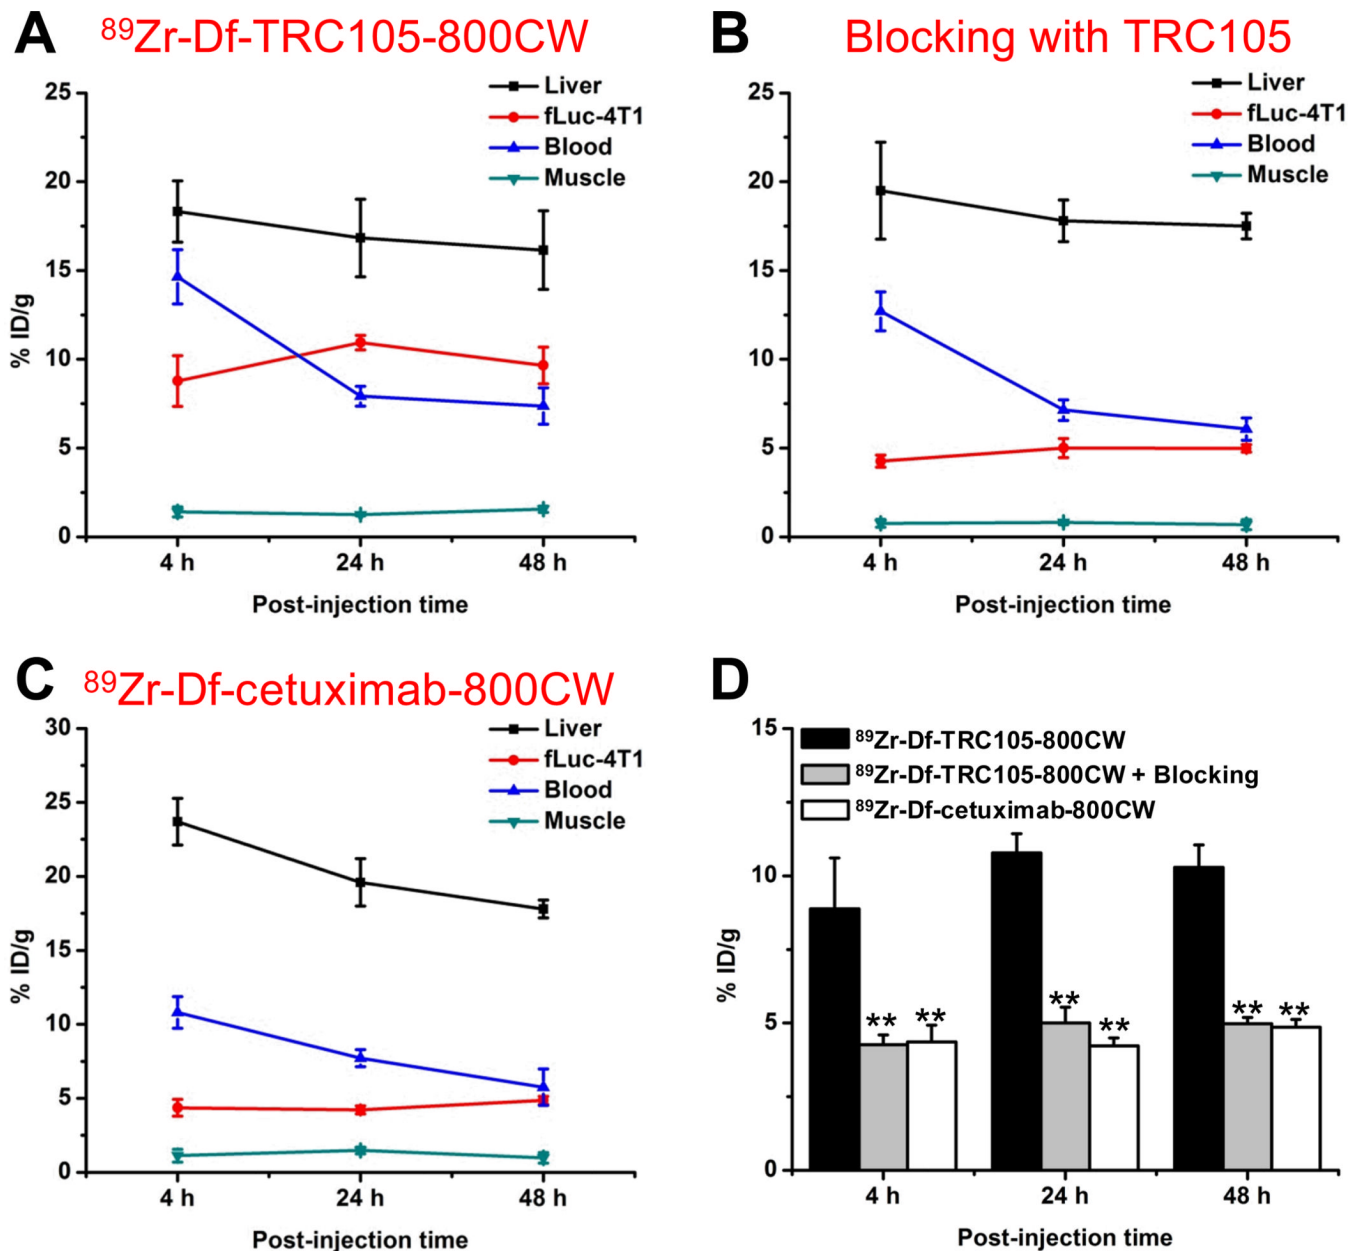 A ⁸⁹Zr-Df-TRC105-800CW
Liver
fLuc-4T1
Blood
Muscle
25
20
15
10
5
0
% ID/g
4 h 24 h 48 h
Post-injection time
B Blocking with TRC105
Liver
fLuc-4T1
Blood
Muscle
25
20
15
10
5
0
4 h 24 h 48 h
Post-injection time
C ⁸⁹Zr-Df-cetuximab-800CW
Liver
fLuc-4T1
Blood
Muscle
30
25
20
15
10
5
0
% ID/g
4 h 24 h 48 h
Post-injection time
D
⁸⁹Zr-Df-TRC105-800CW
⁸⁹Zr-Df-TRC105-800CW + Blocking
⁸⁹Zr-Df-cetuximab-800CW
15
10
5
0
% ID/g
** ** ** ** ** **
4 h 24 h 48 h
Post-injection time